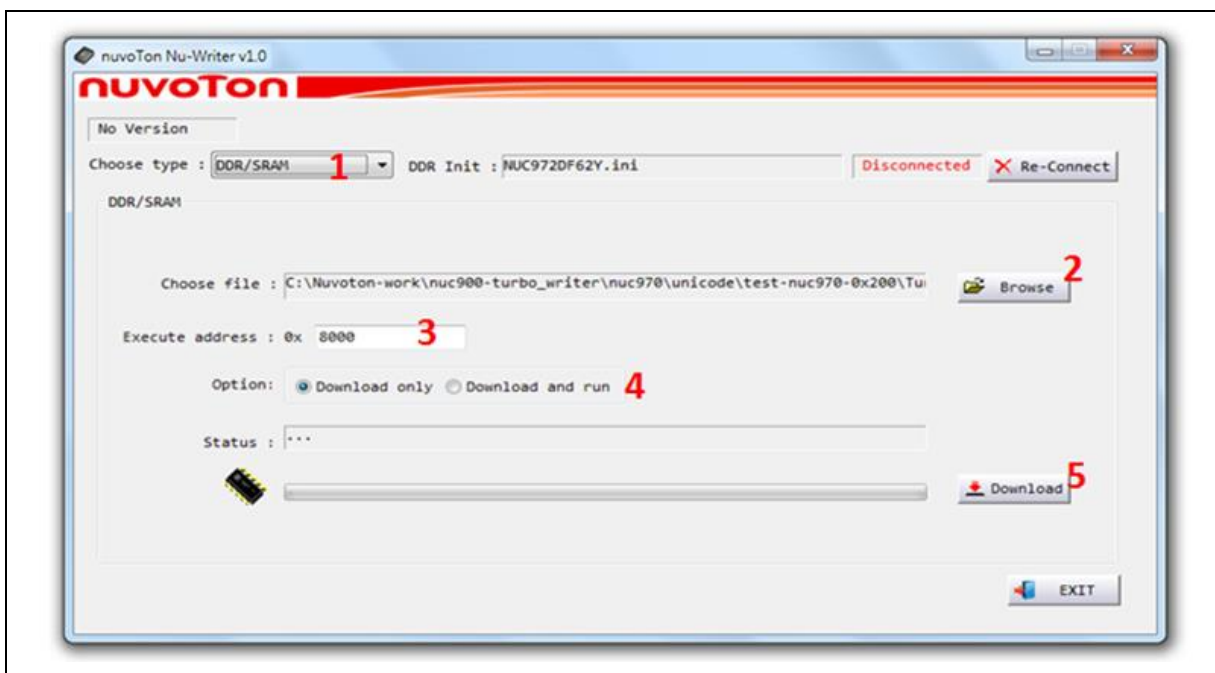 nuvoTon Nu-Writer v1.0
nuvoTon
No Version
Choose type : DDR/SRAM 1 DDR Init : NUC972DF62Y.ini Disconnected Re-Connect
DDR/SRAM
Choose file : C:\Nuvoton-work\nuc900-turbo_writer\nuc970\unicode\test-nuc970-0x200\Tu Browse 2
Execute address : 0x 8000 3
Option: Download only Download and run 4
Status : ...
Download 5
EXIT